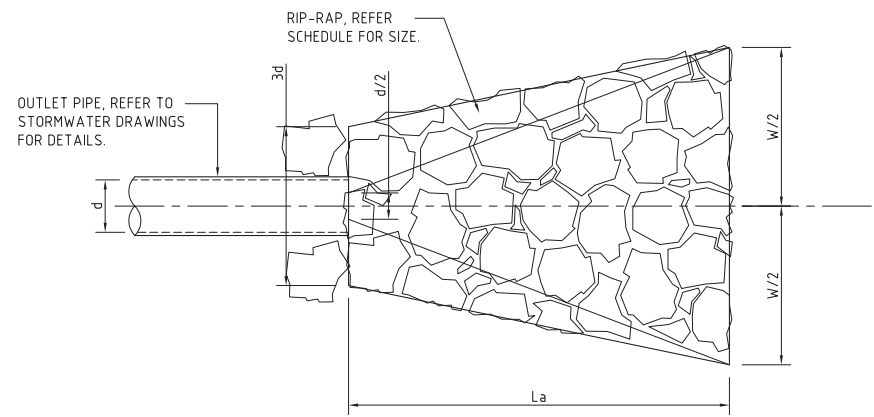 RIP-RAP, REFER
SCHEDULE FOR SIZE.
OUTLET PIPE, REFER TO
STORMWATER DRAWINGS
FOR DETAILS.
3d
d/2
d
W/2
W/2
La